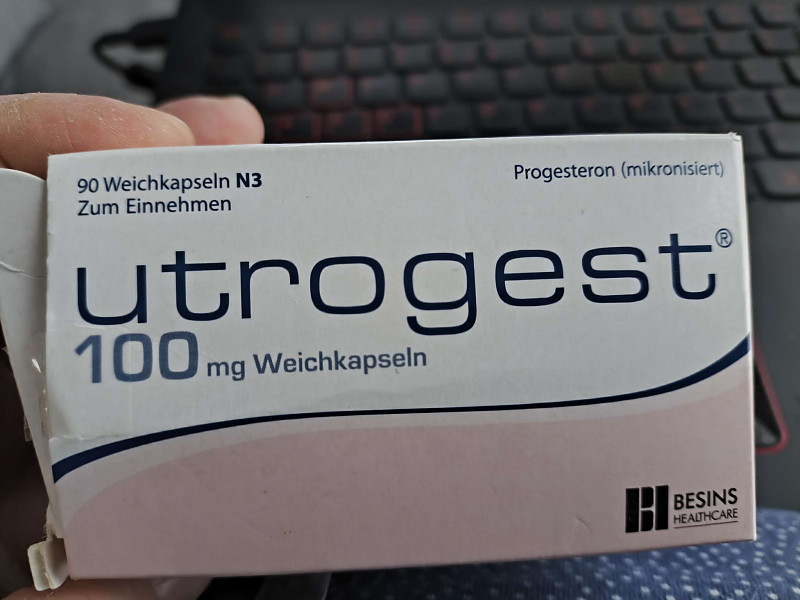 90 Weichkapseln N3
Zum Einnehmen
Progesteron (mikronisiert)
utrogest®
100 mg Weichkapseln
BESINS
HEALTHCARE